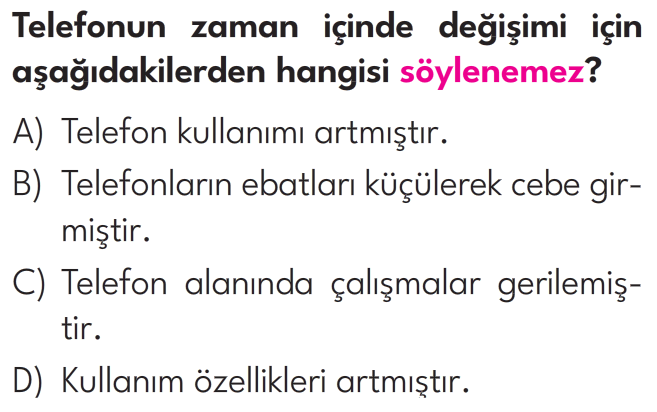 Telefonun zaman içinde değişimi için
aşağıdakilerden hangisi söylenemez?
A) Telefon kullanımı artmıştır.
B) Telefonların ebatları küçülerek cebe gir-
miştir.
C) Telefon alanında çalışmalar gerilemiş-
tir.
D) Kullanım özellikleri artmıştır.